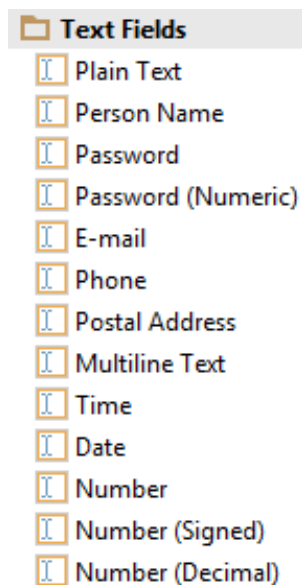 Text Fields
Plain Text
Person Name
Password
Password (Numeric)
E-mail
Phone
Postal Address
Multiline Text
Time
Date
Number
Number (Signed)
Number (Decimal)